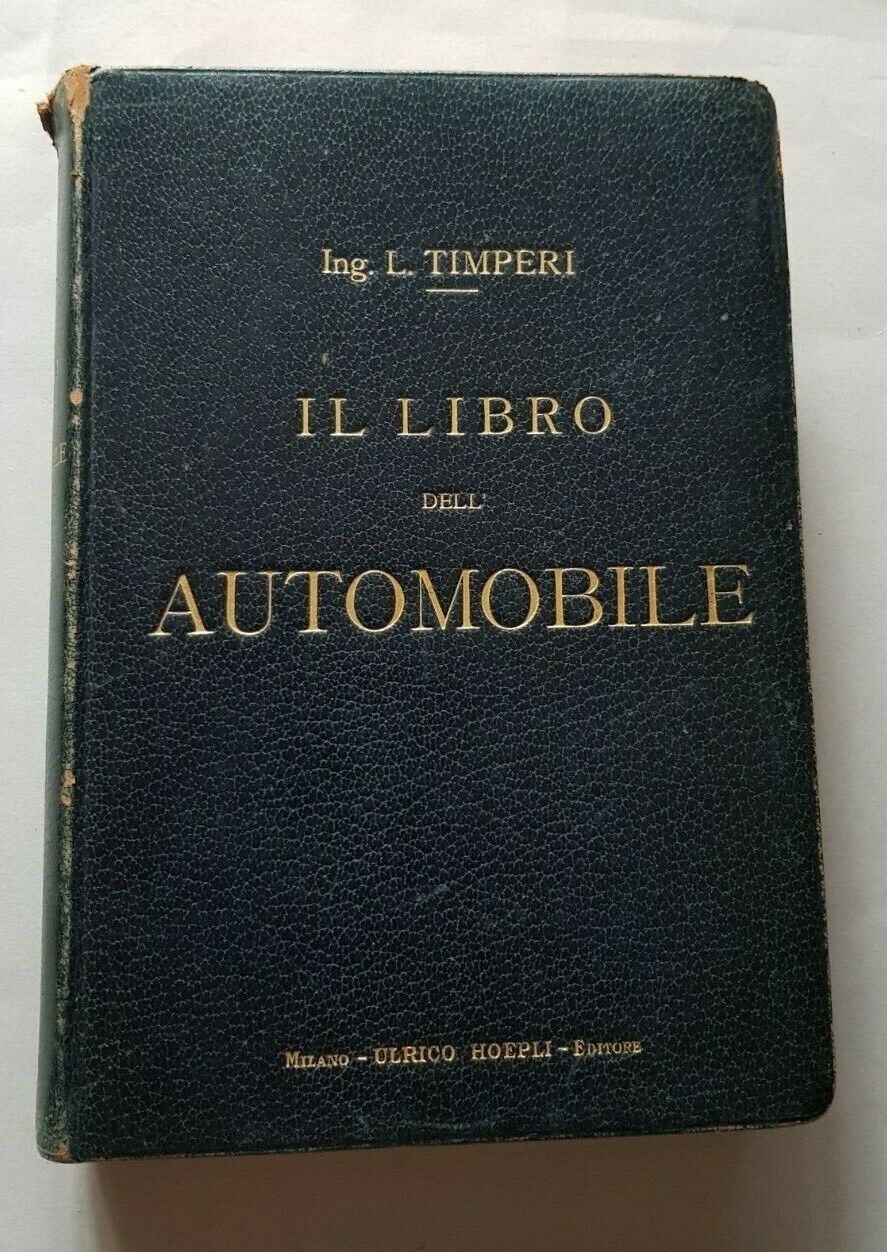 Ing. L. TIMPERI
IL LIBRO
DELL'
AUTOMOBILE
MILANO - ULRICO HOEPLI - EDITORE